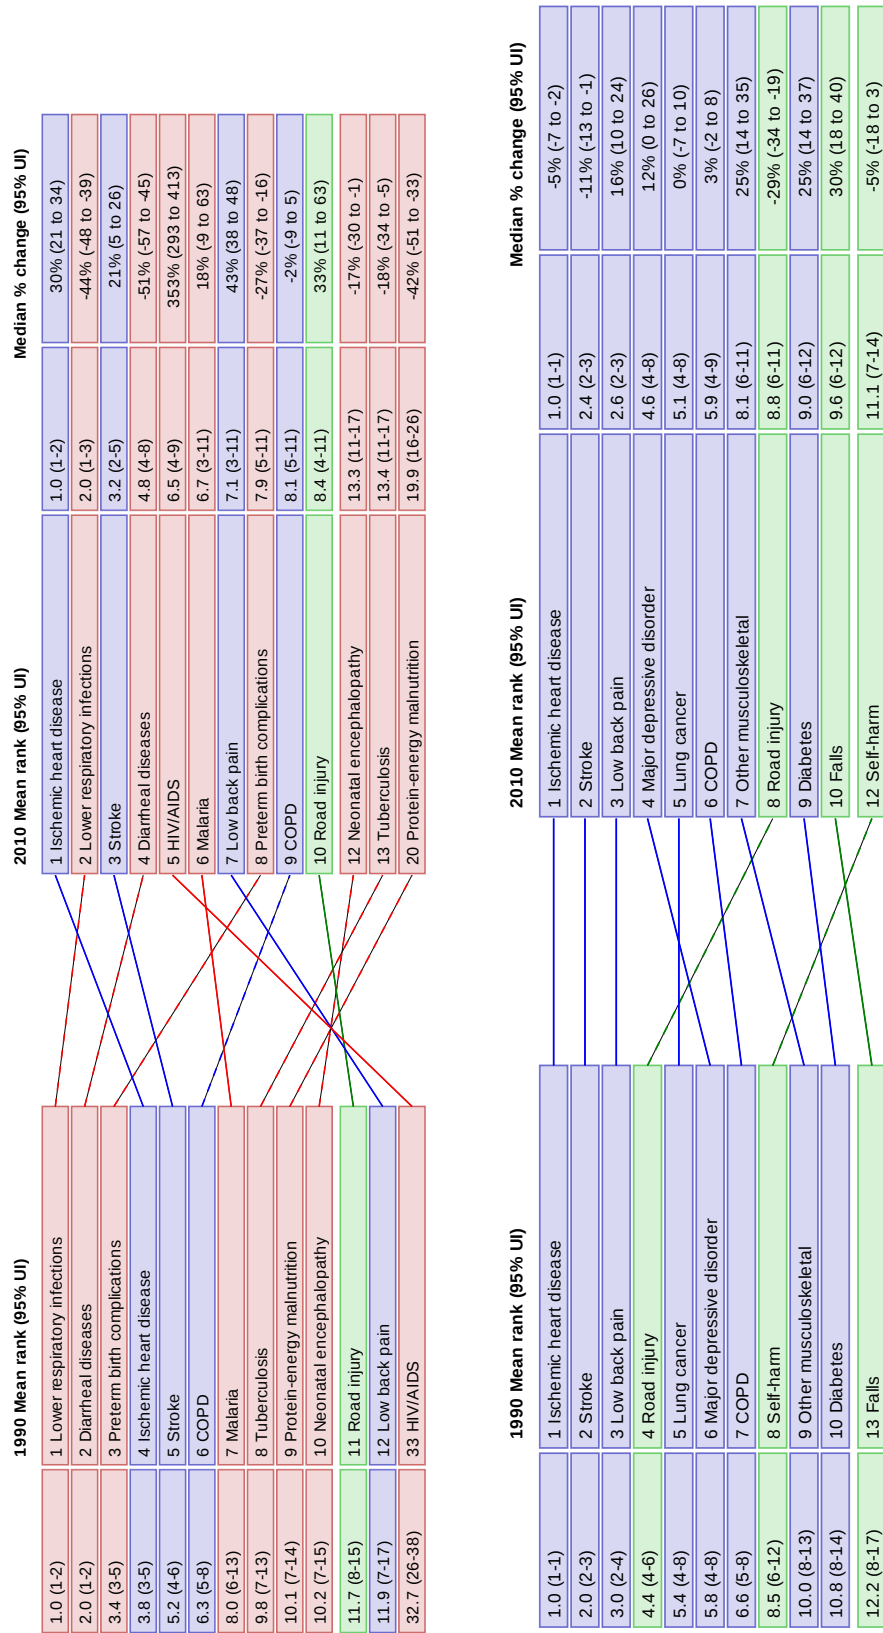 1990 Mean rank (95% UI) 2010 Mean rank (95% UI) Median % change (95% UI)
1.0 (1-2) 1 Lower respiratory infections 1 Ischemic heart disease 1.0 (1-2) 30% (21 to 34)
2.0 (1-2) 2 Diarrheal diseases 2 Lower respiratory infections 2.0 (1-3) -44% (-48 to -39)
3.4 (3-5) 3 Preterm birth complications 3 Stroke 3.2 (2-5) 21% (5 to 26)
3.8 (3-5) 4 Ischemic heart disease 4 Diarrheal diseases 4.8 (4-8) -51% (-57 to -45)
5.2 (4-6) 5 Stroke 5 HIV/AIDS 6.5 (4-9) 353% (293 to 413)
6.3 (5-8) 6 COPD 6 Malaria 6.7 (3-11) 18% (-9 to 63)
8.0 (6-13) 7 Malaria 7 Low back pain 7.1 (3-11) 43% (38 to 48)
9.8 (7-13) 8 Tuberculosis 8 Preterm birth complications 7.9 (5-11) -27% (-37 to -16)
10.1 (7-14) 9 Protein-energy malnutrition 9 COPD 8.1 (5-11) -2% (-9 to 5)
10.2 (7-15) 10 Neonatal encephalopathy 10 Road injury 8.4 (4-11) 33% (11 to 63)
11.7 (8-15) 11 Road injury 12 Neonatal encephalopathy 13.3 (11-17) -17% (-30 to -1)
11.9 (7-17) 12 Low back pain 13 Tuberculosis 13.4 (11-17) -18% (-34 to -5)
32.7 (26-38) 33 HIV/AIDS 20 Protein-energy malnutrition 19.9 (16-26) -42% (-51 to -33)
1990 Mean rank (95% UI) 2010 Mean rank (95% UI) Median % change (95% UI)
1.0 (1-1) 1 Ischemic heart disease 1 Ischemic heart disease 1.0 (1-1) -5% (-7 to -2)
2.0 (2-3) 2 Stroke 2 Stroke 2.4 (2-3) -11% (-13 to -1)
3.0 (2-4) 3 Low back pain 3 Low back pain 2.6 (2-3) 16% (10 to 24)
4.4 (4-6) 4 Road injury 4 Major depressive disorder 4.6 (4-8) 12% (0 to 26)
5.4 (4-8) 5 Lung cancer 5 Lung cancer 5.1 (4-8) 0% (-7 to 10)
5.8 (4-8) 6 Major depressive disorder 6 COPD 5.9 (4-9) 3% (-2 to 8)
6.6 (5-8) 7 COPD 7 Other musculoskeletal 8.1 (6-11) 25% (14 to 35)
8.5 (6-12) 8 Self-harm 8 Road injury 8.8 (6-11) -29% (-34 to -19)
10.0 (8-13) 9 Other musculoskeletal 9 Diabetes 9.0 (6-12) 25% (14 to 37)
10.8 (8-14) 10 Diabetes 10 Falls 9.6 (6-12) 30% (18 to 40)
12.2 (8-17) 13 Falls 12 Self-harm 11.1 (7-14) -5% (-18 to 3)